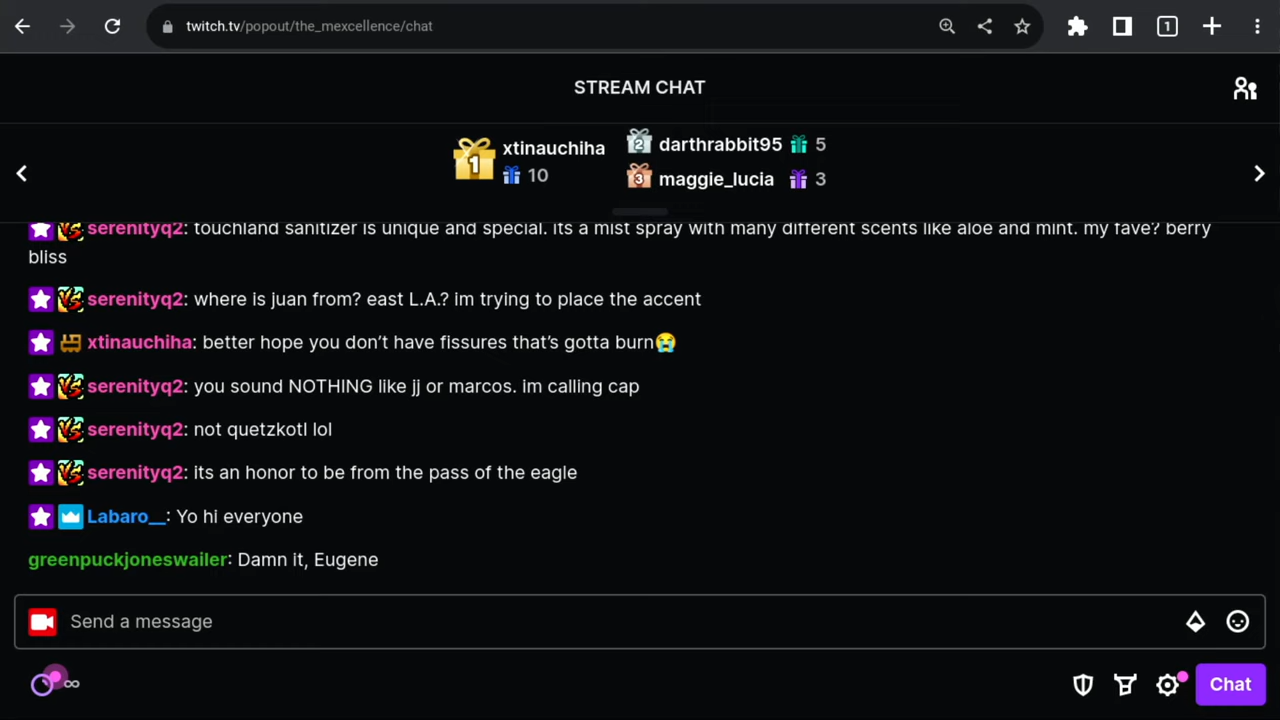 twitch.tv/popout/the_mexcellence/chat
1
STREAM CHAT
1 xtinauchiha
10
2 darthrabbit95 5
3 maggie_lucia 3
serenityq2: touchland sanitizer is unique and special. its a mist spray with many different scents like aloe and mint. my fave? berry
bliss
serenityq2: where is juan from? east L.A.? im trying to place the accent
xtinauchiha: better hope you don’t have fissures that’s gotta burn😭
serenityq2: you sound NOTHING like jj or marcos. im calling cap
serenityq2: not quetzkotl lol
serenityq2: its an honor to be from the pass of the eagle
Labaro__: Yo hi everyone
greenpuckjoneswailer: Damn it, Eugene
Send a message
∞
Chat